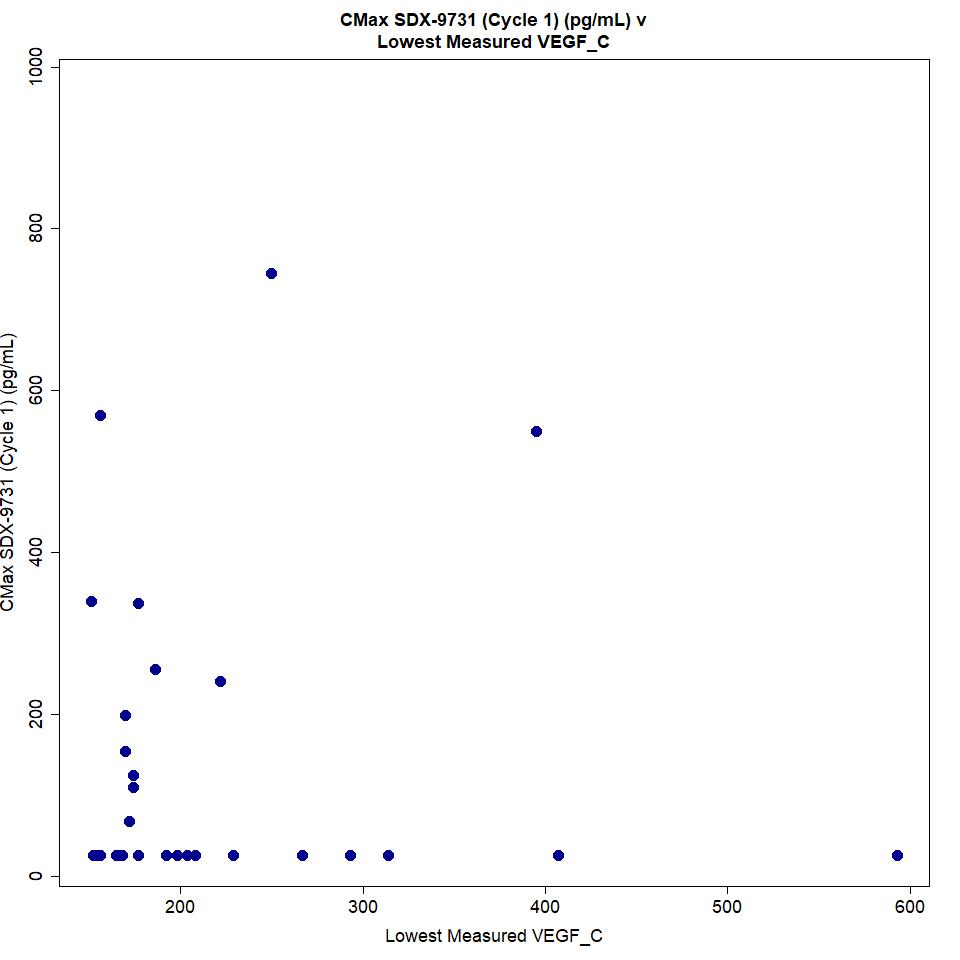 CMax SDX-9731 (Cycle 1) (pg/mL) v
Lowest Measured VEGF_C
CMax SDX-9731 (Cycle 1) (pg/mL)
1000
800
600
400
200
0
200 300 400 500 600
Lowest Measured VEGF_C